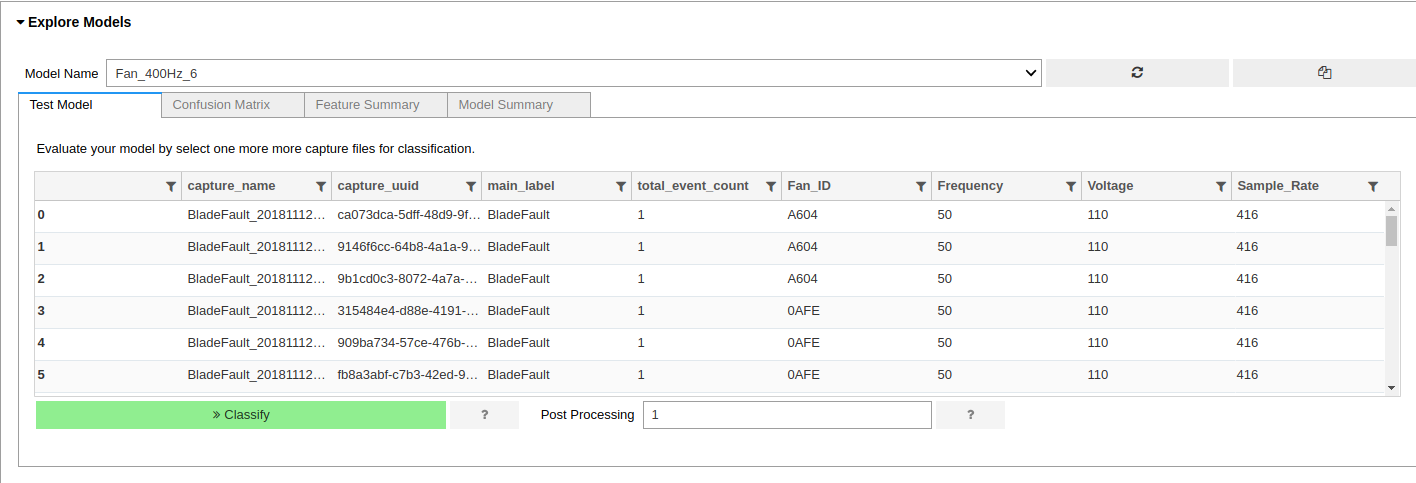 Explore Models
Model Name Fan_400Hz_6
Test Model Confusion Matrix Feature Summary Model Summary
Evaluate your model by select one more more capture files for classification.
capture_name capture_uuid main_label total_event_count Fan_ID Frequency Voltage Sample_Rate
0 BladeFault_20181112... ca073dca-5dff-48d9-9f... BladeFault 1 A604 50 110 416
1 BladeFault_20181112... 9146f6cc-64b8-4a1a-9... BladeFault 1 A604 50 110 416
2 BladeFault_20181112... 9b1cd0c3-8072-4a7a-... BladeFault 1 A604 50 110 416
3 BladeFault_20181112... 315484e4-d88e-4191-... BladeFault 1 0AFE 50 110 416
4 BladeFault_20181112... 909ba734-57ce-476b-... BladeFault 1 0AFE 50 110 416
5 BladeFault_20181112... fb8a3abf-c7b3-42ed-9... BladeFault 1 0AFE 50 110 416
» Classify ? Post Processing 1 ?